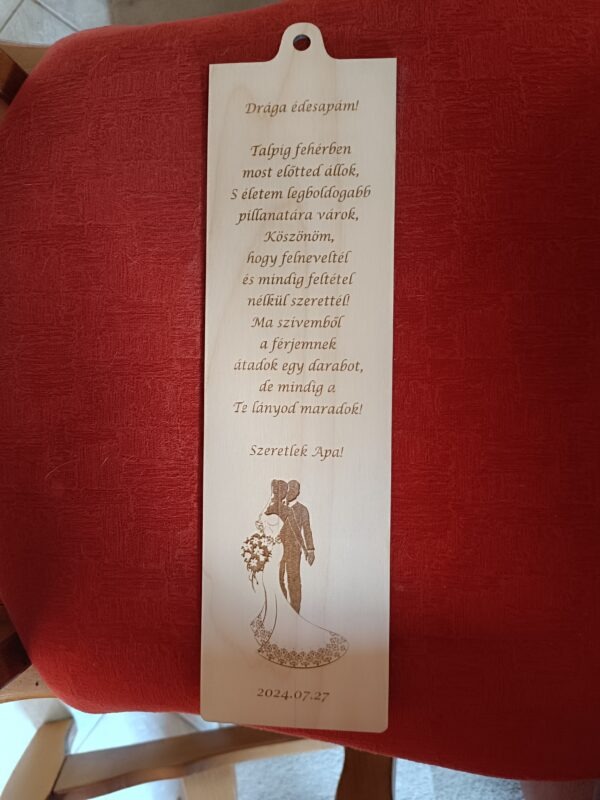 Drága édesapám!
Talpig fehérben
most előtted állok,
S életem legboldogabb
pillanatára várok,
Köszönöm,
hogy felneveltél
és mindig feltétel
nélkül szerettél!
Ma szívemből
a férjemnek
átadok egy darabot,
de mindig a
Te lányod maradok!
Szeretlek Apa!
2024.07.27